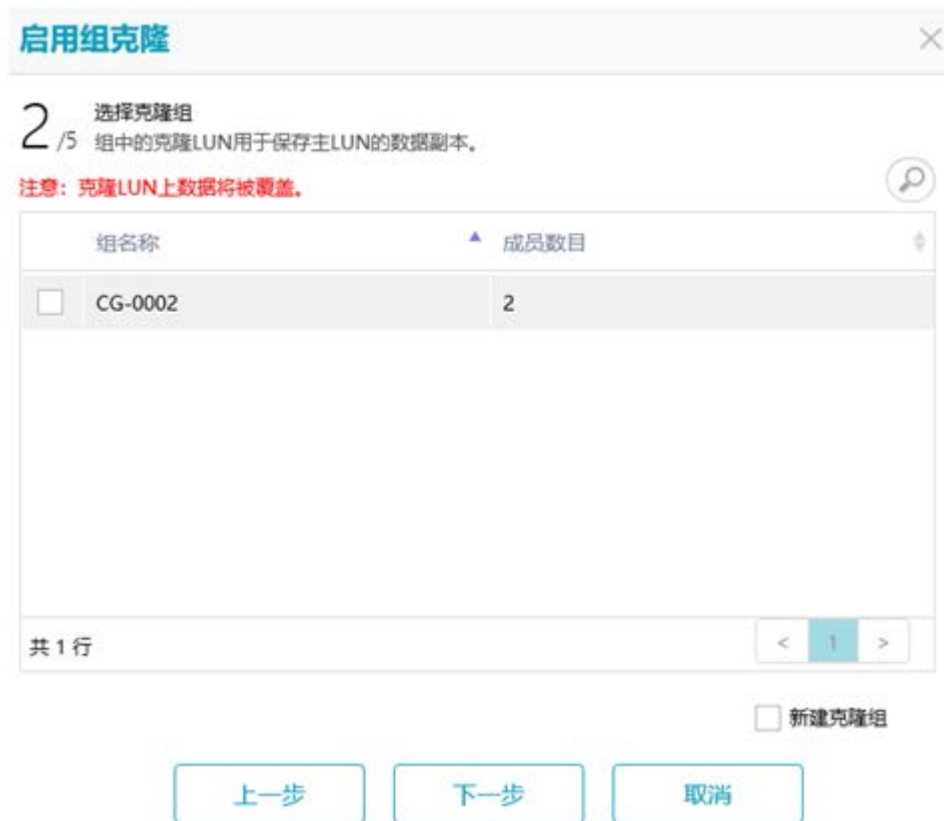 启用组克隆
2/5 选择克隆组
组中的克隆LUN用于保存主LUN的数据副本。
注意：克隆LUN上数据将被覆盖。
组名称 成员数目
CG-0002 2
共 1 行 < 1 >
新建克隆组
上一步 下一步 取消